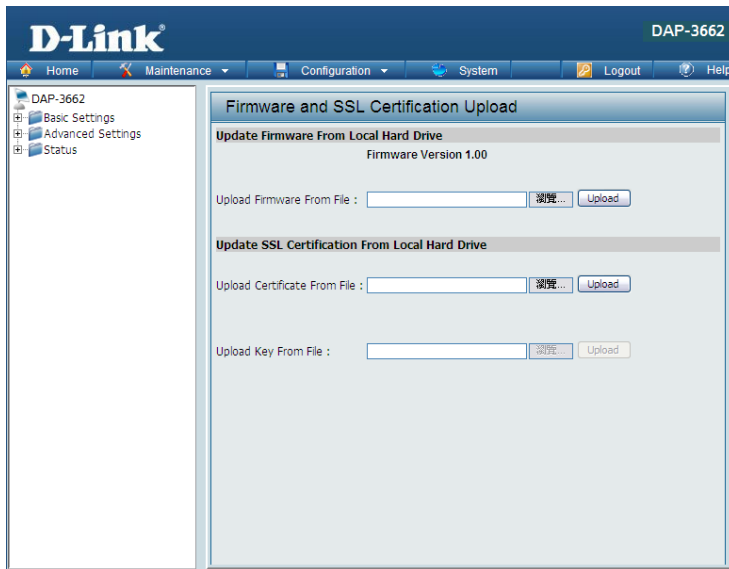 D-Link
DAP-3662
Home
Maintenance
Configuration
System
Logout
Help
DAP-3662
Basic Settings
Advanced Settings
Status
Firmware and SSL Certification Upload
Update Firmware From Local Hard Drive
Firmware Version 1.00
Upload Firmware From File : 瀏覽... Upload
Update SSL Certification From Local Hard Drive
Upload Certificate From File : 瀏覽... Upload
Upload Key From File : 瀏覽... Upload